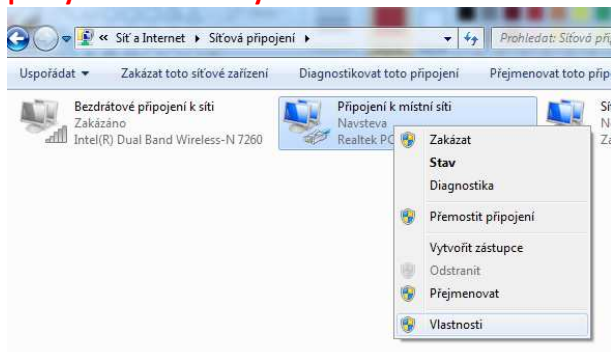 « Síť a Internet ▸ Síťová připojení ▸
Prohledat: Síťová při
Uspořádat ▾ Zakázat toto síťové zařízení Diagnostikovat toto připojení Přejmenovat toto přip
Bezdrátové připojení k síti
Zakázáno
Intel(R) Dual Band Wireless-N 7260
Připojení k místní síti
Navsteva
Realtek PC
Zakázat
Stav
Diagnostika
Přemostit připojení
Vytvořit zástupce
Odstranit
Přejmenovat
Vlastnosti